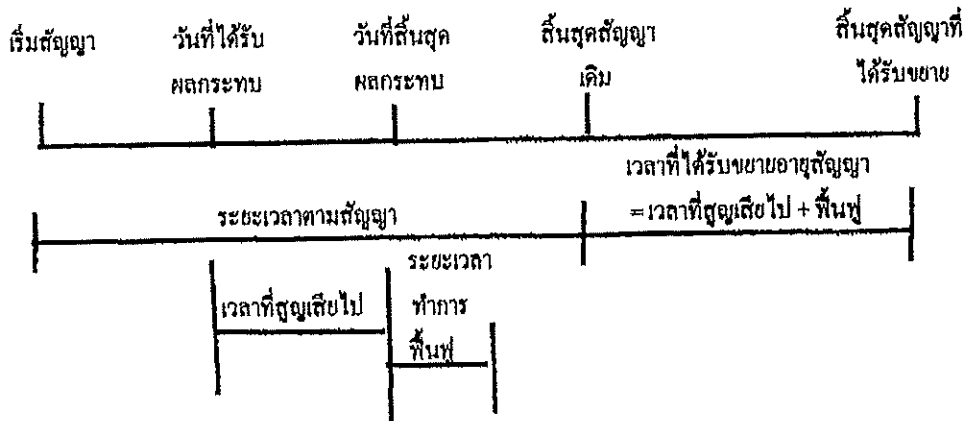 เริ่มสัญญา
วันที่ได้รับ
ผลกระทบ
วันที่สิ้นสุด
ผลกระทบ
สิ้นสุดสัญญา
เดิม
สิ้นสุดสัญญาที่
ได้รับขยาย
เวลาที่ได้รับขยายอายุสัญญา
=เวลาที่สูญเสียไป + ฟื้นฟู
ระยะเวลาตามสัญญา
เวลาที่สูญเสียไป
ระยะเวลา
ทำการ
ฟื้นฟู